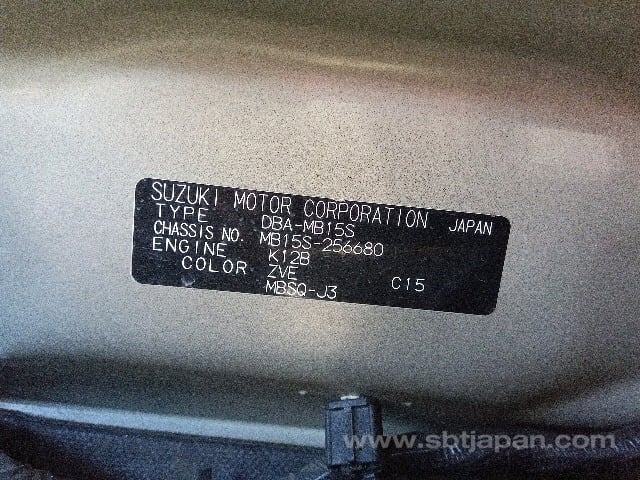 SUZUKI MOTOR CORPORATION JAPAN
TYPE DBA-MB15S
CHASSIS NO. MB15S-256680
ENGINE K12B
COLOR ZVE C15
MBSQ-J3
www.sbtjapan.com